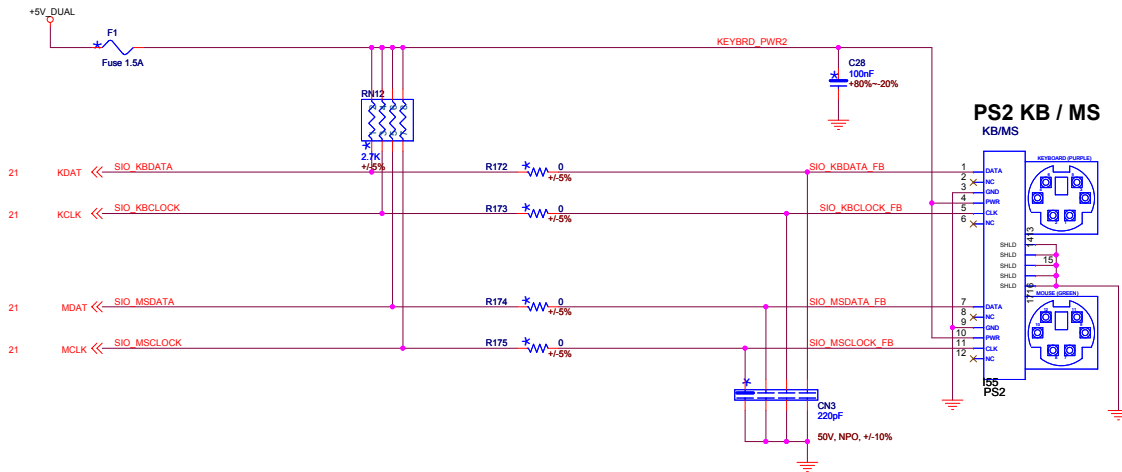 +5V_DUAL
F1
Fuse 1.5A
KEYBRD_PWR2
C28
100nF
+80%~-20%
RN12
2.7K
+/-5%
PS2 KB / MS
KB/MS
21 KDAT SIO_KBDATA R172 0 +/-5% SIO_KBDATA_FB 1 DATA
2 NC
3 GND
4 PWR
21 KCLK SIO_KBCLOCK R173 0 +/-5% SIO_KBCLOCK_FB 5 CLK
6 NC
KEYBOARD (PURPLE)
13
14 SHLD
SHLD
15 SHLD
SHLD
16 SHLD
17
MOUSE (GREEN)
21 MDAT SIO_MSDATA R174 0 +/-5% SIO_MSDATA_FB 7 DATA
8 NC
9 GND
10 PWR
21 MCLK SIO_MSCLOCK R175 0 +/-5% SIO_MSCLOCK_FB 11 CLK
12 NC
I55
PS2
CN3
220pF
50V, NPO, +/-10%